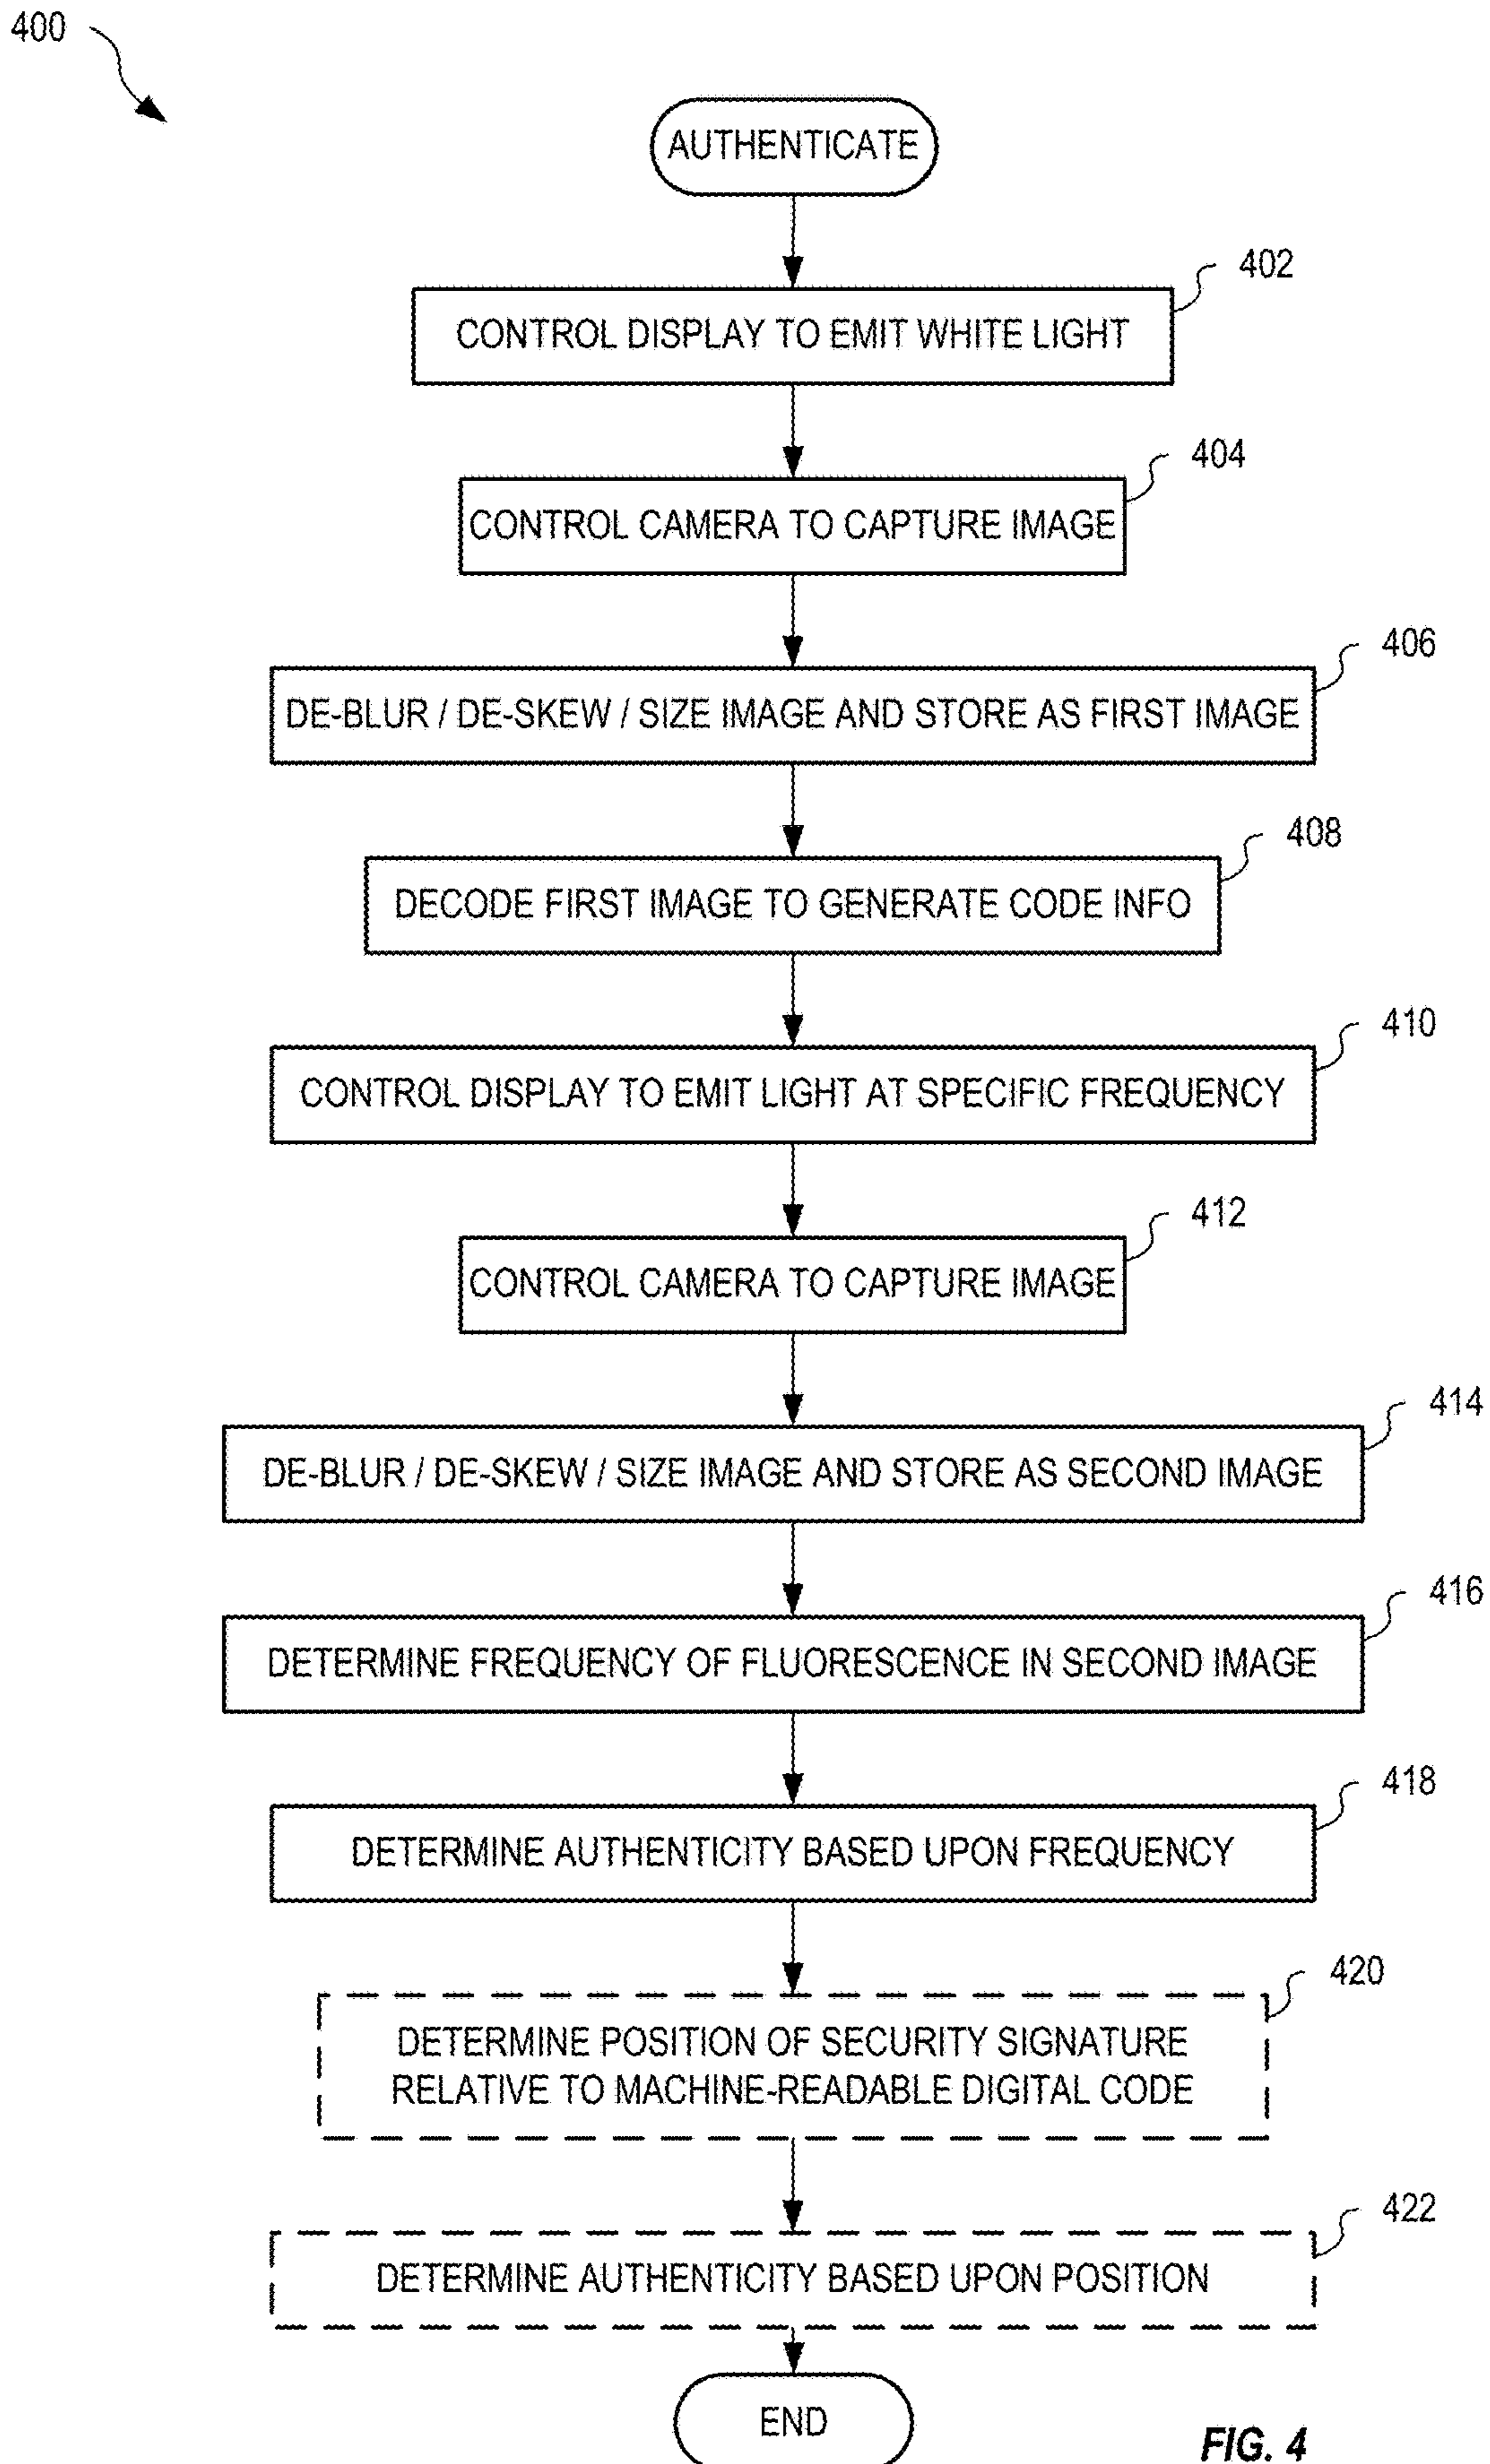 400
AUTHENTICATE
402
CONTROL DISPLAY TO EMIT WHITE LIGHT
404
CONTROL CAMERA TO CAPTURE IMAGE
406
DE-BLUR / DE-SKEW / SIZE IMAGE AND STORE AS FIRST IMAGE
408
DECODE FIRST IMAGE TO GENERATE CODE INFO
410
CONTROL DISPLAY TO EMIT LIGHT AT SPECIFIC FREQUENCY
412
CONTROL CAMERA TO CAPTURE IMAGE
414
DE-BLUR / DE-SKEW / SIZE IMAGE AND STORE AS SECOND IMAGE
416
DETERMINE FREQUENCY OF FLUORESCENCE IN SECOND IMAGE
418
DETERMINE AUTHENTICITY BASED UPON FREQUENCY
420
DETERMINE POSITION OF SECURITY SIGNATURE
RELATIVE TO MACHINE-READABLE DIGITAL CODE
422
DETERMINE AUTHENTICITY BASED UPON POSITION
END
FIG. 4